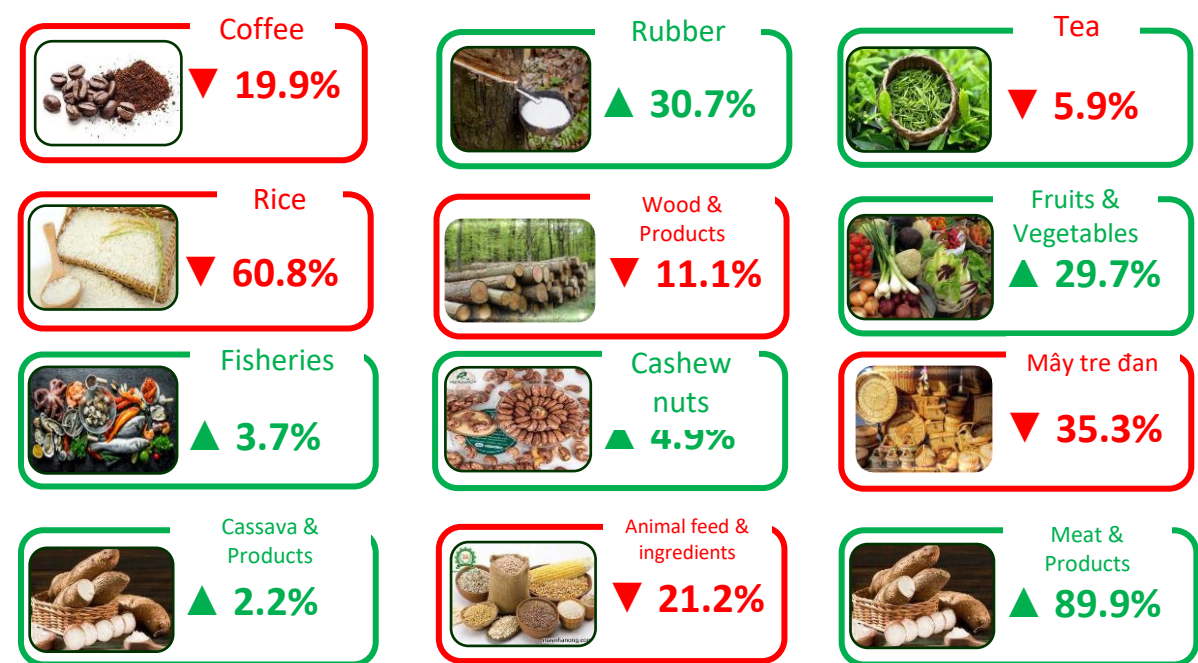 Coffee
▼ 19.9%
Rubber
▲ 30.7%
Tea
▼ 5.9%
Rice
▼ 60.8%
Wood &
Products
▼ 11.1%
Fruits &
Vegetables
▲ 29.7%
Fisheries
▲ 3.7%
Cashew
nuts
▲ 4.9%
Mây tre đan
▼ 35.3%
Cassava &
Products
▲ 2.2%
Animal feed &
ingredients
▼ 21.2%
Meat &
Products
▲ 89.9%